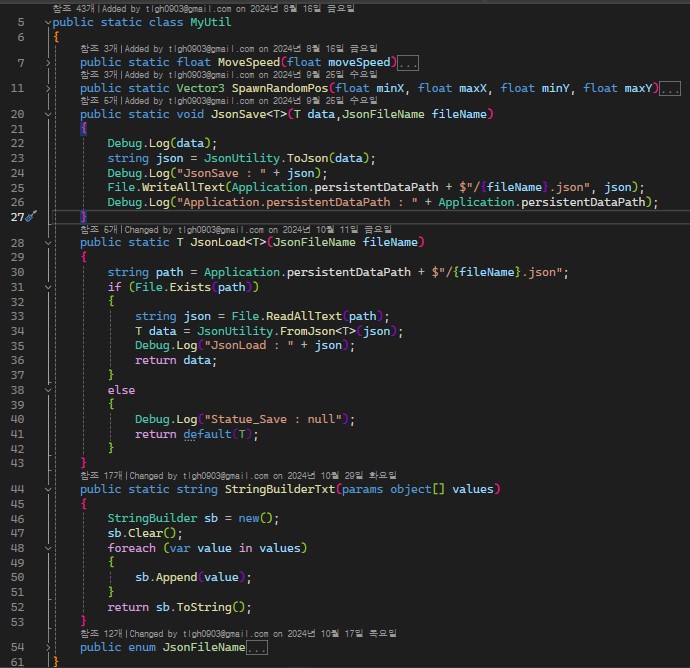 참조 43개|Added by tlgh0903@gmail.com on 2024년 8월 16일 금요일
5 public static class MyUtil
6 {
참조 3개|Added by tlgh0903@gmail.com on 2024년 8월 16일 금요일
7 public static float MoveSpeed(float moveSpeed)...
참조 3개|Added by tlgh0903@gmail.com on 2024년 9월 25일 수요일
11 public static Vector3 SpawnRandomPos(float minX, float maxX, float minY, float maxY)...
참조 6개|Added by tlgh0903@gmail.com on 2024년 9월 25일 수요일
20 public static void JsonSave<T>(T data,JsonFileName fileName)
21 {
22 Debug.Log(data);
23 string json = JsonUtility.ToJson(data);
24 Debug.Log("JsonSave : " + json);
25 File.WriteAllText(Application.persistentDataPath + $"/{fileName}.json", json);
26 Debug.Log("Application.persistentDataPath : " + Application.persistentDataPath);
27 }
참조 6개|Changed by tlgh0903@gmail.com on 2024년 10월 11일 금요일
28 public static T JsonLoad<T>(JsonFileName fileName)
29 {
30 string path = Application.persistentDataPath + $"/{fileName}.json";
31 if (File.Exists(path))
32 {
33 string json = File.ReadAllText(path);
34 T data = JsonUtility.FromJson<T>(json);
35 Debug.Log("JsonLoad : " + json);
36 return data;
37 }
38 else
39 {
40 Debug.Log("Statue_Save : null");
41 return default(T);
42 }
43 }
참조 17개|Changed by tlgh0903@gmail.com on 2024년 10월 29일 화요일
44 public static string StringBuilderTxt(params object[] values)
45 {
46 StringBuilder sb = new();
47 sb.Clear();
48 foreach (var value in values)
49 {
50 sb.Append(value);
51 }
52 return sb.ToString();
53 }
참조 12개|Changed by tlgh0903@gmail.com on 2024년 10월 17일 목요일
54 public enum JsonFileName...
61 }